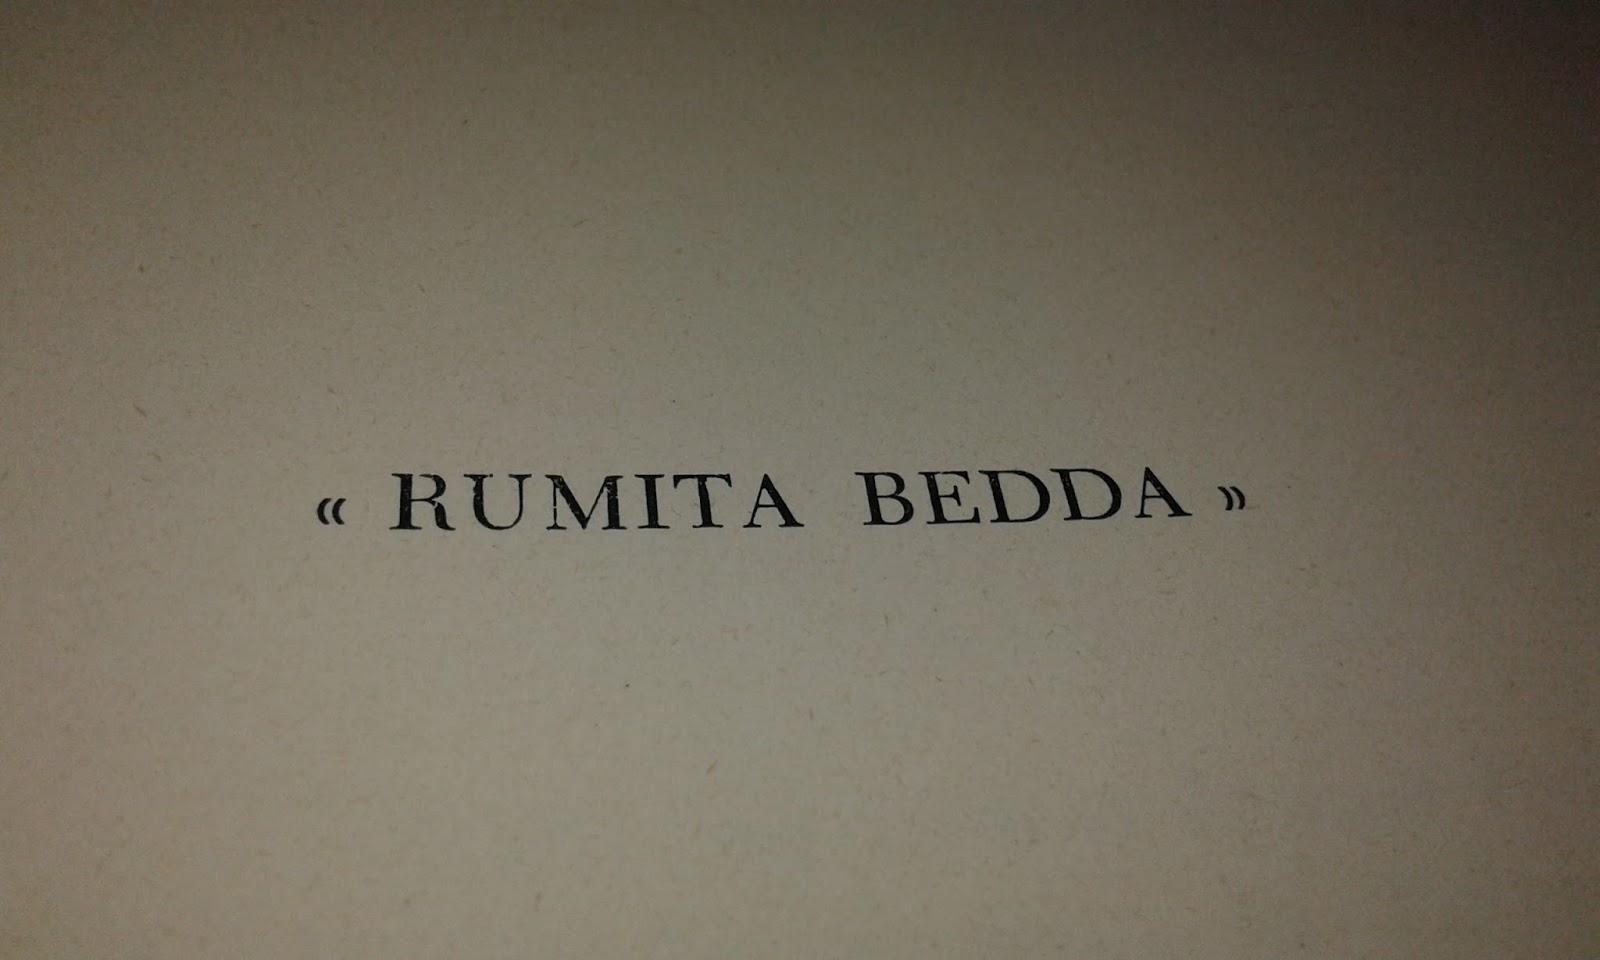 « RUMITA BEDDA »